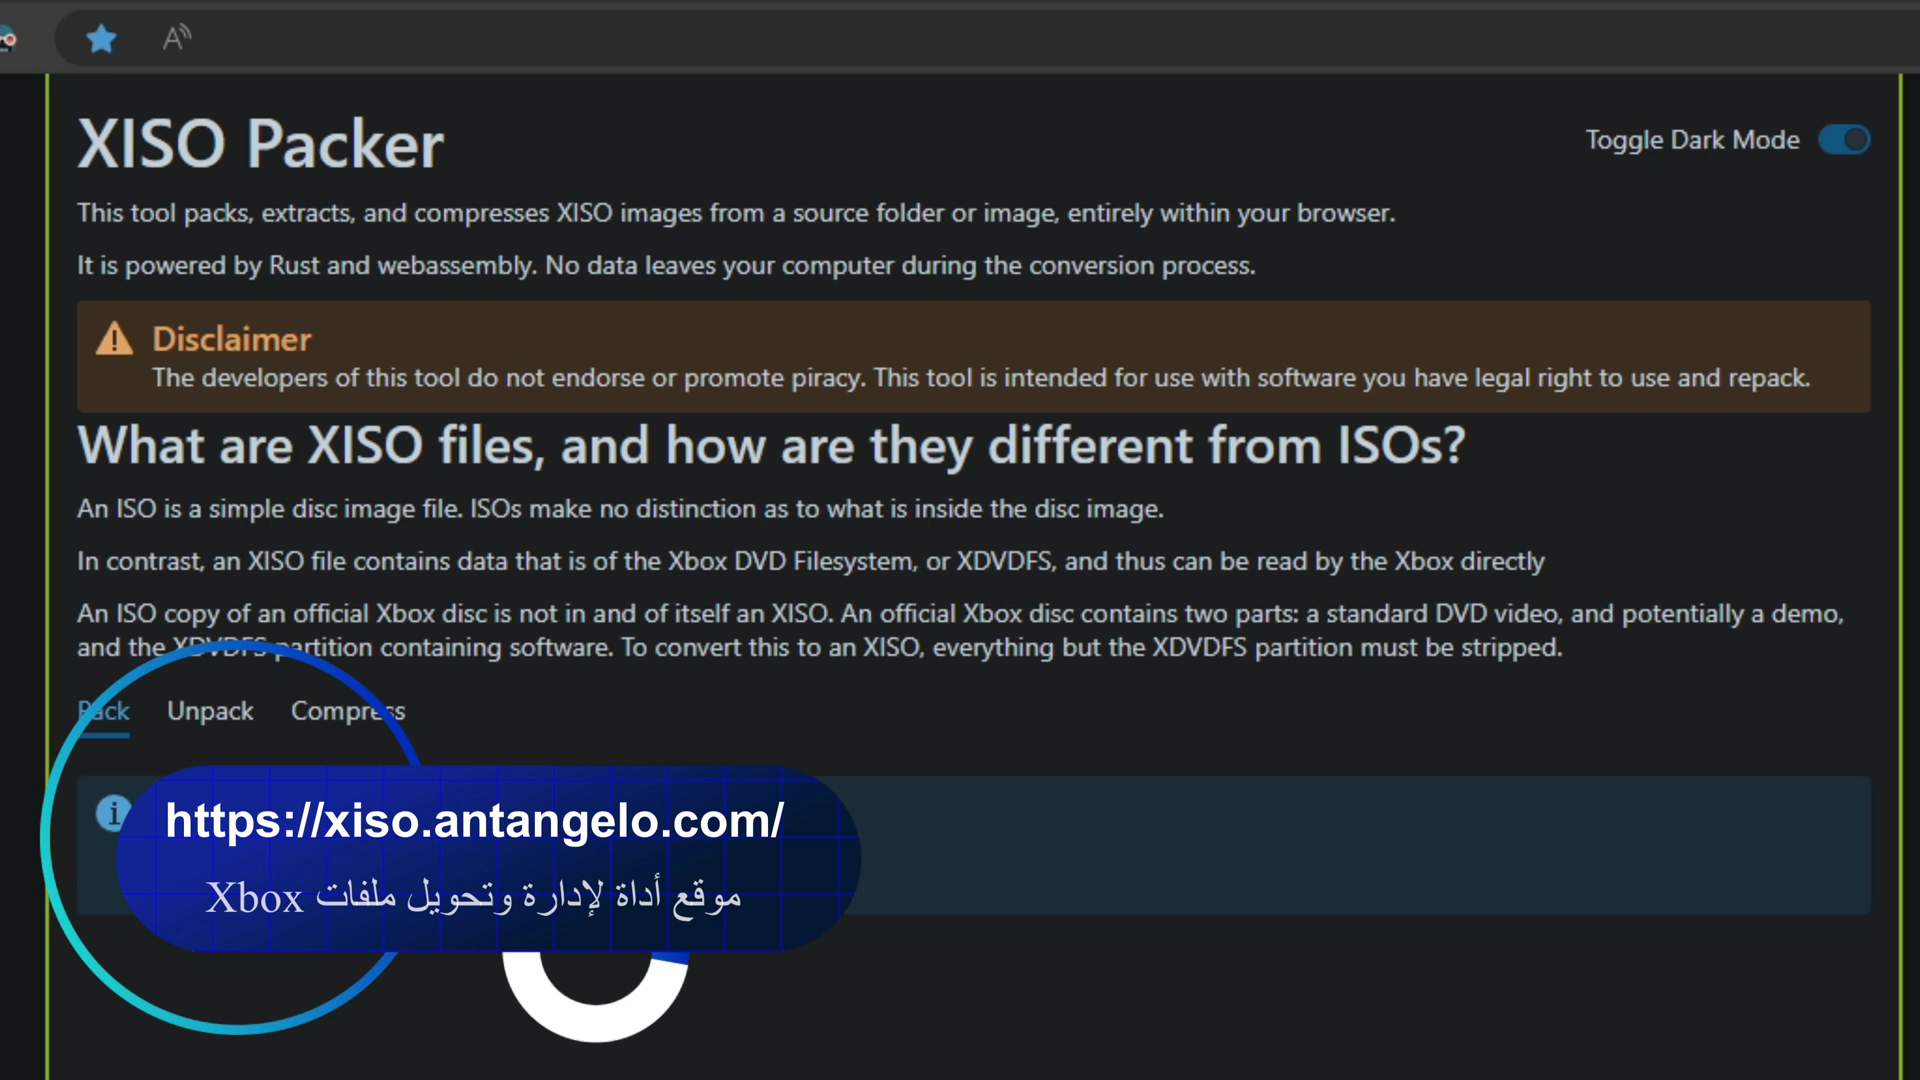 XISO Packer
Toggle Dark Mode
This tool packs, extracts, and compresses XISO images from a source folder or image, entirely within your browser.
It is powered by Rust and webassembly. No data leaves your computer during the conversion process.
Disclaimer
The developers of this tool do not endorse or promote piracy. This tool is intended for use with software you have legal right to use and repack.
What are XISO files, and how are they different from ISOs?
An ISO is a simple disc image file. ISOs make no distinction as to what is inside the disc image.
In contrast, an XISO file contains data that is of the Xbox DVD Filesystem, or XDVDFS, and thus can be read by the Xbox directly
An ISO copy of an official Xbox disc is not in and of itself an XISO. An official Xbox disc contains two parts: a standard DVD video, and potentially a demo,
and the XDVDFS partition containing software. To convert this to an XISO, everything but the XDVDFS partition must be stripped.
Pack Unpack Compress
https://xiso.antangelo.com/
موقع أداة لإدارة وتحويل ملفات Xbox